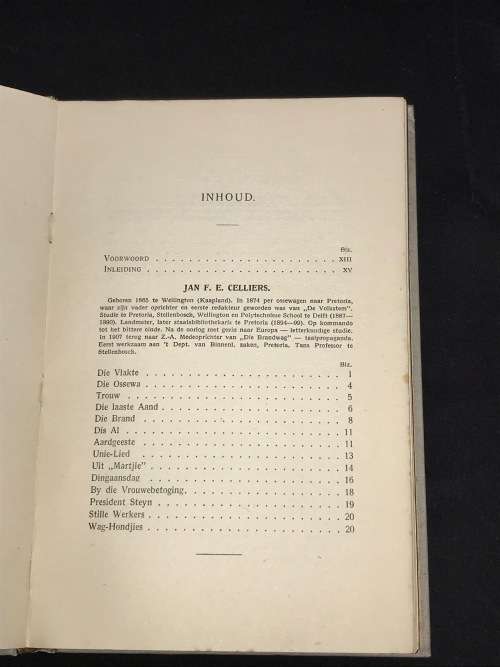 INHOUD.
Blz.
VOORWOORD . . . . . . . . . . . . . . . . . . . XIII
INLEIDING . . . . . . . . . . . . . . . . . . . . XV
JAN F. E. CELLIERS.
Geboren 1865 te Wellington (Kaapland). In 1874 per ossewagen naar Pretoria,
waar zijn vader oprichter en eerste redakteur geworden was van „De Volksstem".
Studie te Pretoria, Stellenbosch, Wellington en Polytechniese School te Delft (1887—
1890). Landmeter, later staatsbibliothekaris te Pretoria (1894—99). Op kommando
tot het bittere einde. Na de oorlog met gezin naar Europa — letterkundige studie.
In 1907 terug naar Z.-A. Medeoprichter van „Die Brandwag" — taalpropaganda.
Eerst werkzaam aan 't Dept. van Binnenl. zaken, Pretoria. Tans Professor te
Stellenbosch.
Blz.
Die Vlakte . . . . . . . . . . . . . . . . . . . 1
Die Ossewa . . . . . . . . . . . . . . . . . . . 4
Trouw . . . . . . . . . . . . . . . . . . . . . 5
Die laaste Aand . . . . . . . . . . . . . . . . . 6
Die Brand . . . . . . . . . . . . . . . . . . . 8
Dis Al . . . . . . . . . . . . . . . . . . . . . 11
Aardgeeste . . . . . . . . . . . . . . . . . . . 11
Unie-Lied . . . . . . . . . . . . . . . . . . . 13
Uit „Martjie" . . . . . . . . . . . . . . . . . . 14
Dingaansdag . . . . . . . . . . . . . . . . . . 16
By die Vrouwebetoging. . . . . . . . . . . . . . 18
President Steyn . . . . . . . . . . . . . . . . . 19
Stille Werkers . . . . . . . . . . . . . . . . . . 20
Wag-Hondjies . . . . . . . . . . . . . . . . . . 20